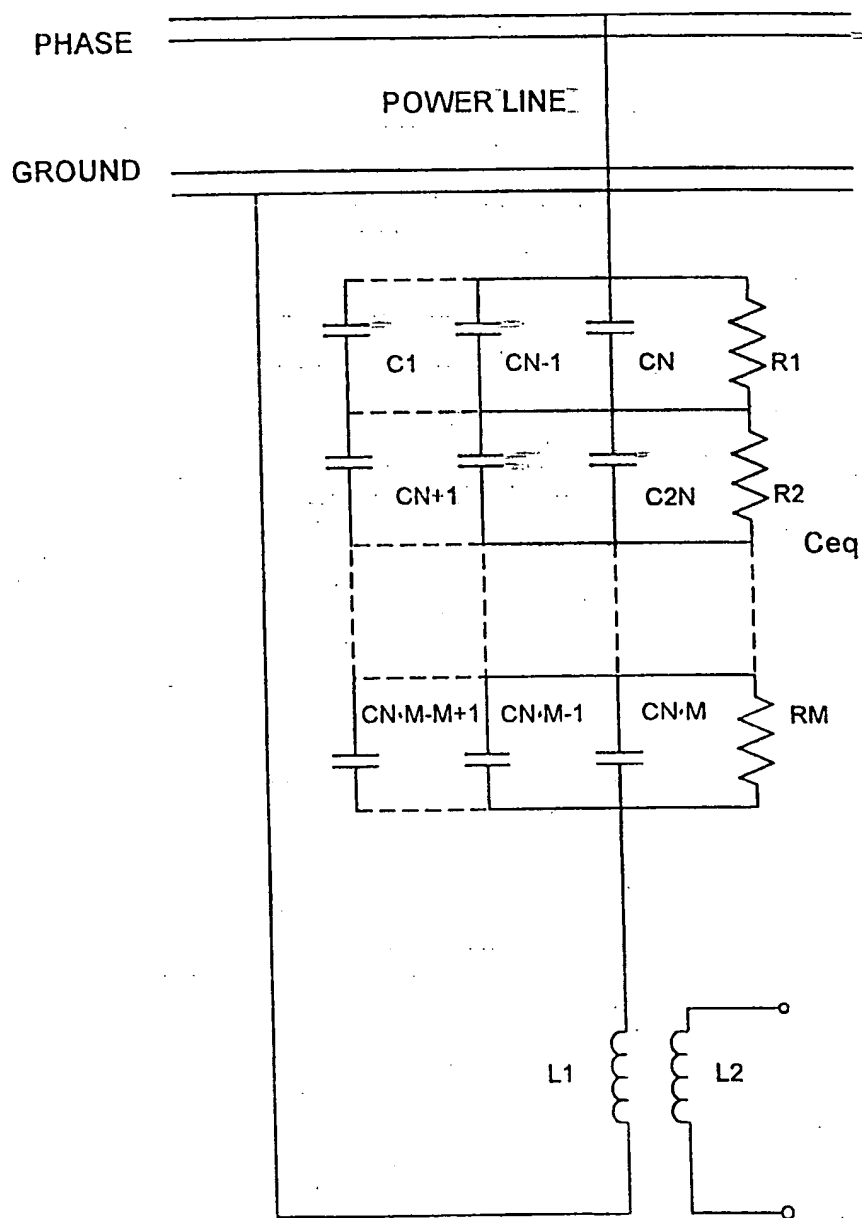 PHASE
POWER LINE
GROUND
C1 CN-1 CN R1
CN+1 C2N R2
Ceq
CN·M-M+1 CN·M-1 CN·M RM
L1 L2